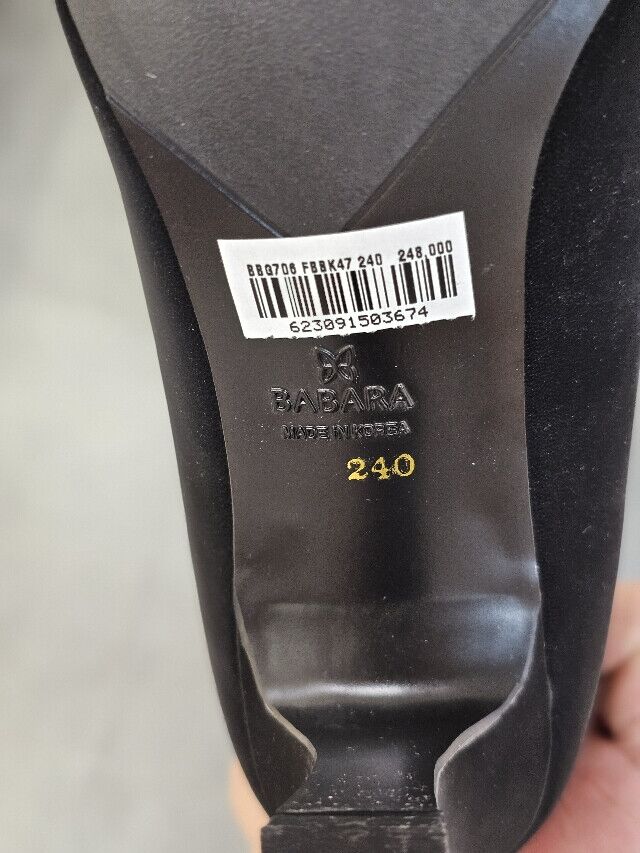 BBG706 FBBK47 240 248,000
623091503674
BABARA
MADE IN KOREA
240